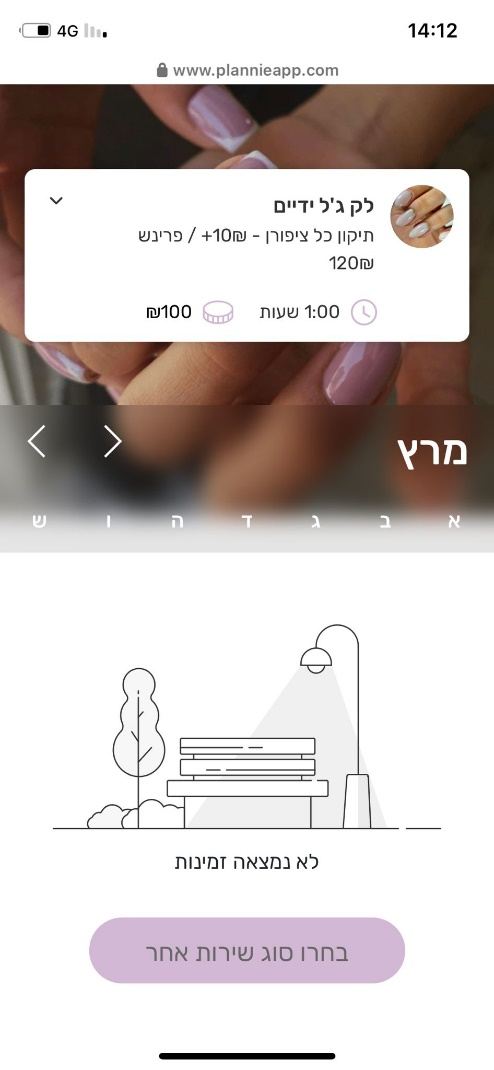 4G
14:12
www.plannieapp.com
לק ג'ל ידיים
תיקון כל ציפורן - 10₪+ / פרינש
120₪
1:00 שעות
₪100
מרץ
א ב ג ד ה ו ש
לא נמצאה זמינות
בחרו סוג שירות אחר